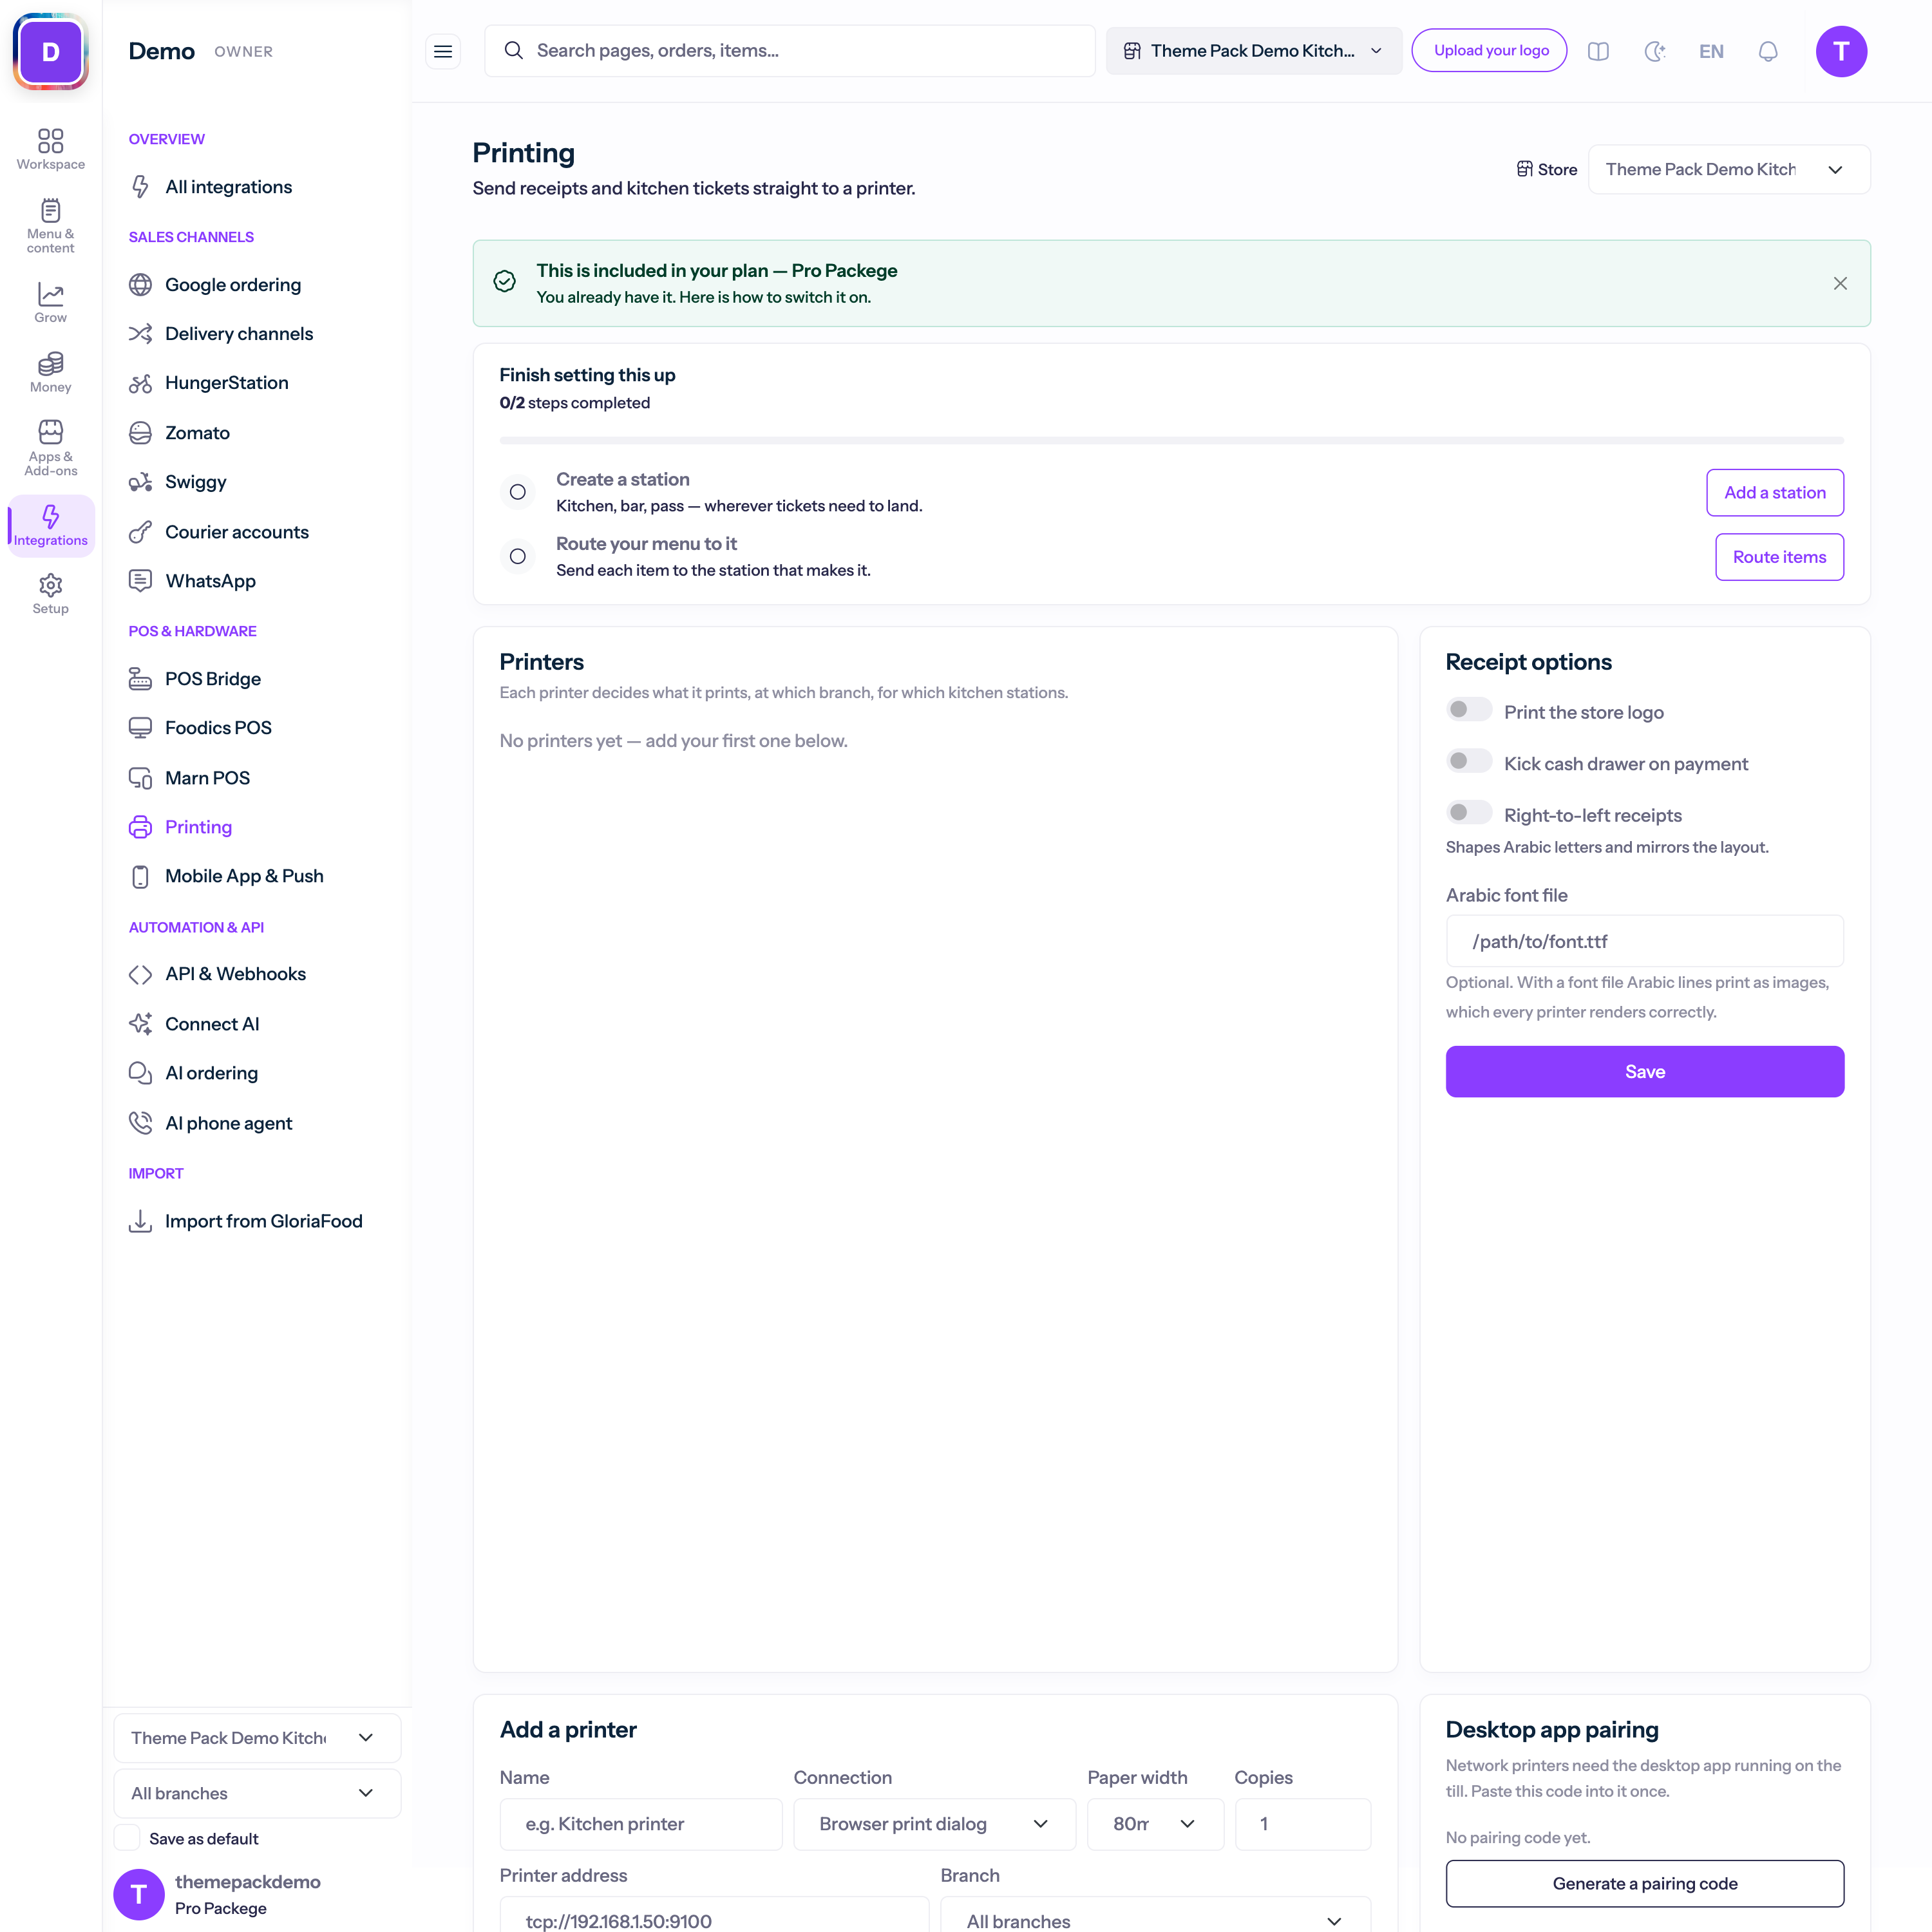 D
Workspace
Menu &
content
Grow
Money
Apps &
Add-ons
Integrations
Setup
Demo OWNER
OVERVIEW
All integrations
SALES CHANNELS
Google ordering
Delivery channels
HungerStation
Zomato
Swiggy
Courier accounts
WhatsApp
POS & HARDWARE
POS Bridge
Foodics POS
Marn POS
Printing
Mobile App & Push
AUTOMATION & API
API & Webhooks
Connect AI
AI ordering
AI phone agent
IMPORT
Import from GloriaFood
Theme Pack Demo Kitche
All branches
Save as default
T
themepackdemo
Pro Packege
Search pages, orders, items...
Theme Pack Demo Kitch...
Upload your logo
EN
T
Printing
Send receipts and kitchen tickets straight to a printer.
Store
Theme Pack Demo Kitch
This is included in your plan — Pro Packege
You already have it. Here is how to switch it on.
Finish setting this up
0/2 steps completed
Create a station
Kitchen, bar, pass — wherever tickets need to land.
Add a station
Route your menu to it
Send each item to the station that makes it.
Route items
Printers
Each printer decides what it prints, at which branch, for which kitchen stations.
No printers yet — add your first one below.
Receipt options
Print the store logo
Kick cash drawer on payment
Right-to-left receipts
Shapes Arabic letters and mirrors the layout.
Arabic font file
/path/to/font.ttf
Optional. With a font file Arabic lines print as images,
which every printer renders correctly.
Save
Add a printer
Name Connection Paper width Copies
e.g. Kitchen printer Browser print dialog 80m 1
Printer address Branch
tcp://192.168.1.50:9100 All branches
Desktop app pairing
Network printers need the desktop app running on the
till. Paste this code into it once.
No pairing code yet.
Generate a pairing code